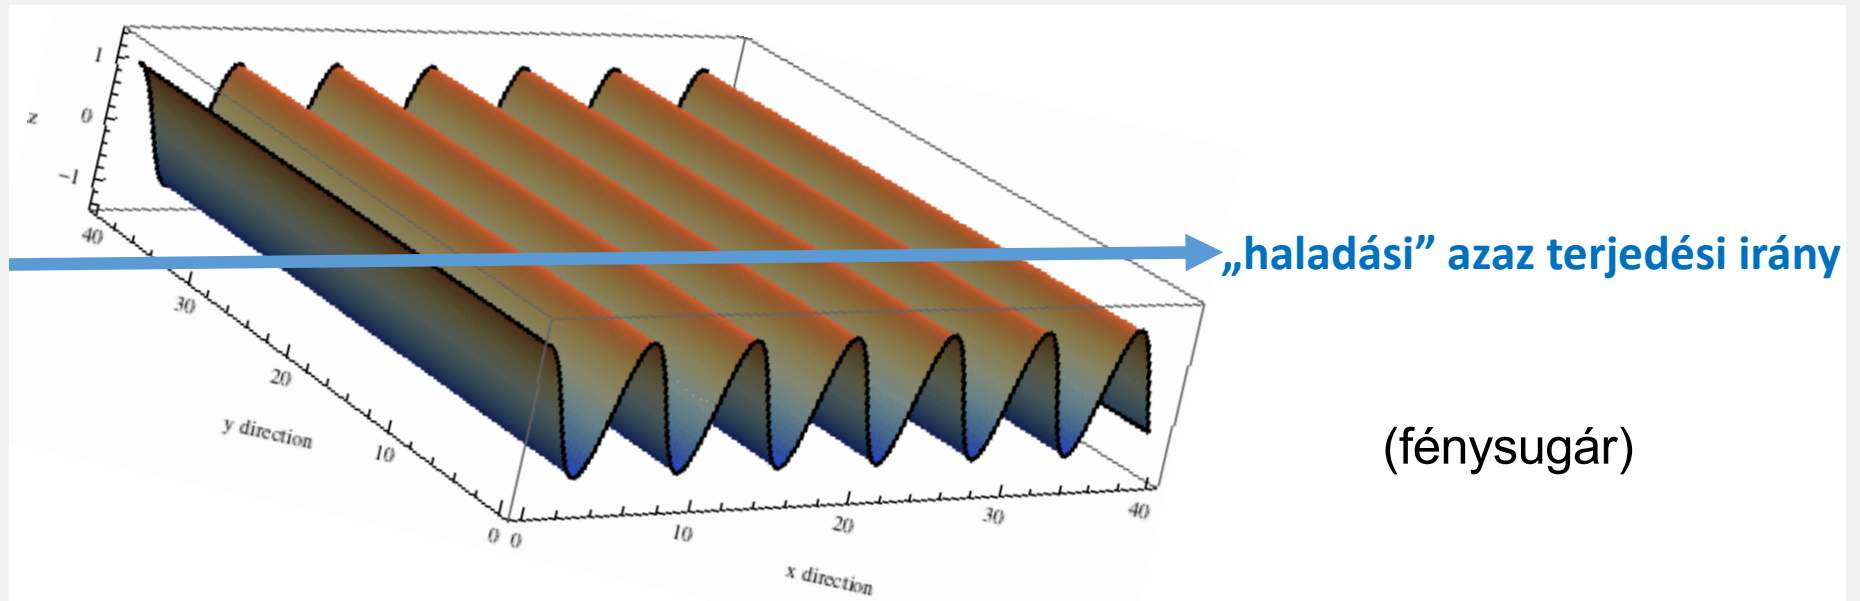 1
0
z
−1
40
30
20
y direction
10
0
0
10
20
30
40
x direction
„haladási” azaz terjedési irány
(fénysugár)